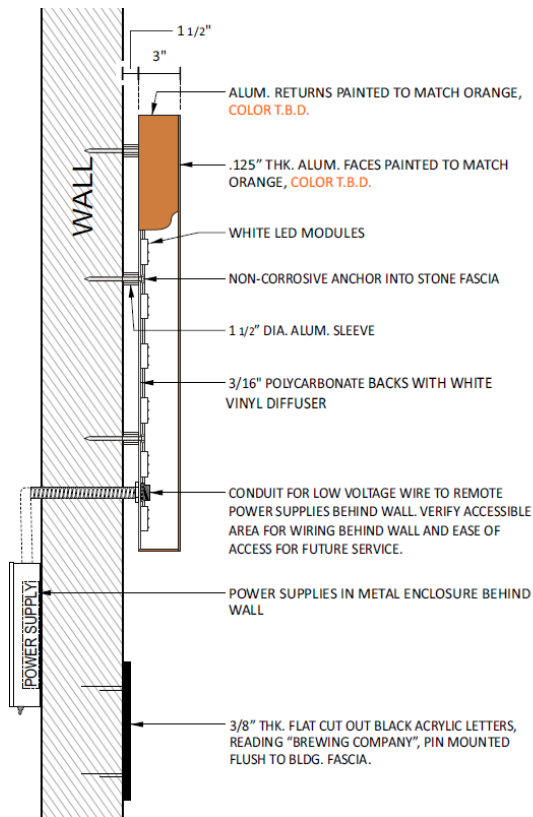 1 1/2"
3"
ALUM. RETURNS PAINTED TO MATCH ORANGE,
COLOR T.B.D.
.125” THK. ALUM. FACES PAINTED TO MATCH
ORANGE, COLOR T.B.D.
WALL
WHITE LED MODULES
NON-CORROSIVE ANCHOR INTO STONE FASCIA
1 1/2” DIA. ALUM. SLEEVE
3/16" POLYCARBONATE BACKS WITH WHITE
VINYL DIFFUSER
CONDUIT FOR LOW VOLTAGE WIRE TO REMOTE
POWER SUPPLIES BEHIND WALL. VERIFY ACCESSIBLE
AREA FOR WIRING BEHIND WALL AND EASE OF
ACCESS FOR FUTURE SERVICE.
POWER SUPPLY
POWER SUPPLIES IN METAL ENCLOSURE BEHIND
WALL
3/8” THK. FLAT CUT OUT BLACK ACRYLIC LETTERS,
READING “BREWING COMPANY”, PIN MOUNTED
FLUSH TO BLDG. FASCIA.